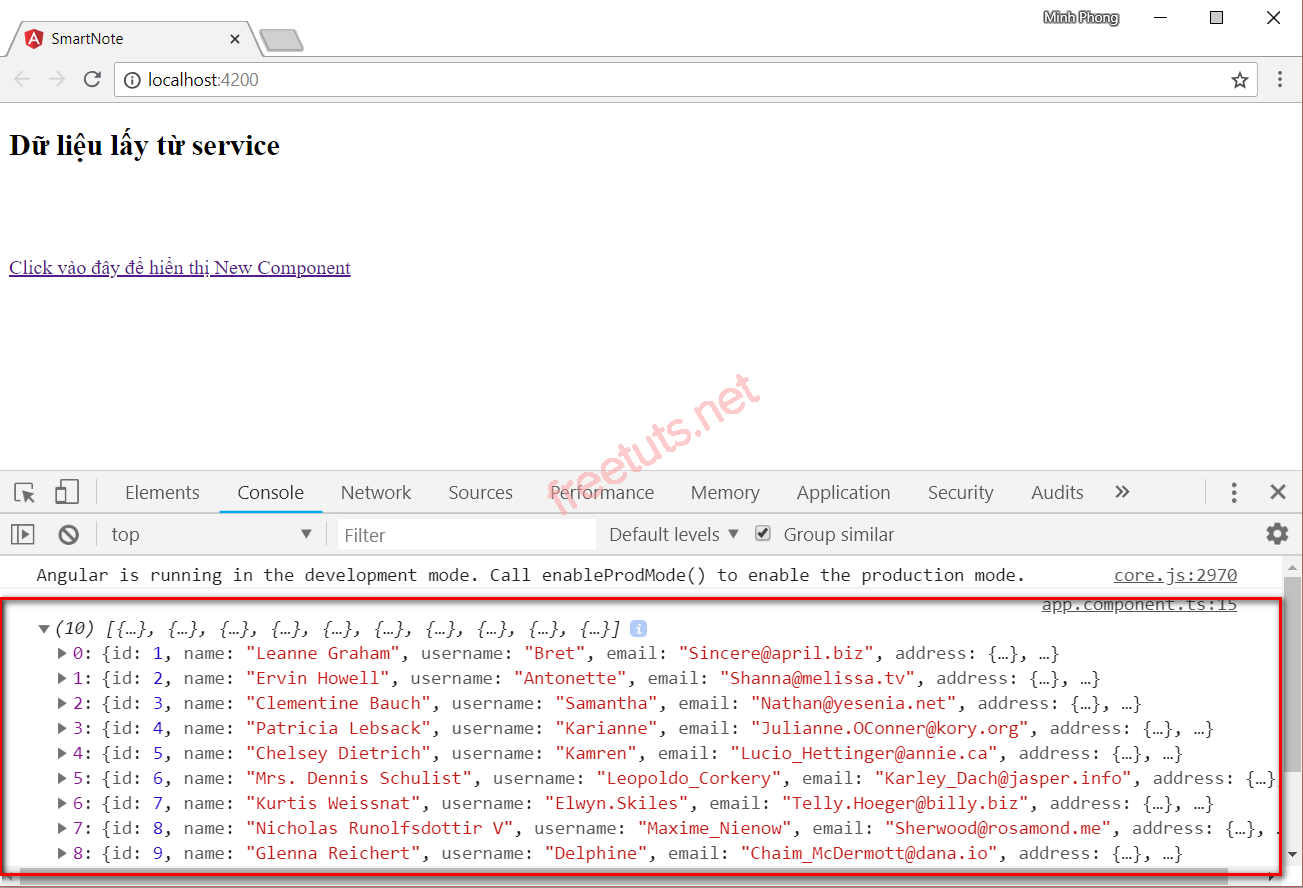 Minh Phong
SmartNote
localhost:4200
Dữ liệu lấy từ service
Click vào đây để hiển thị New Component
freetuts.net
Elements Console Network Sources Performance Memory Application Security Audits
top Filter Default levels Group similar
Angular is running in the development mode. Call enableProdMode() to enable the production mode. core.js:2970
app.component.ts:15
(10) [{…}, {…}, {…}, {…}, {…}, {…}, {…}, {…}, {…}, {…}]
0: {id: 1, name: "Leanne Graham", username: "Bret", email: "Sincere@april.biz", address: {…}, …}
1: {id: 2, name: "Ervin Howell", username: "Antonette", email: "Shanna@melissa.tv", address: {…}, …}
2: {id: 3, name: "Clementine Bauch", username: "Samantha", email: "Nathan@yesenia.net", address: {…}, …}
3: {id: 4, name: "Patricia Lebsack", username: "Karianne", email: "Julianne.OConner@kory.org", address: {…}, …}
4: {id: 5, name: "Chelsey Dietrich", username: "Kamren", email: "Lucio_Hettinger@annie.ca", address: {…}, …}
5: {id: 6, name: "Mrs. Dennis Schulist", username: "Leopoldo_Corkery", email: "Karley_Dach@jasper.info", address: {…},
6: {id: 7, name: "Kurtis Weissnat", username: "Elwyn.Skiles", email: "Telly.Hoeger@billy.biz", address: {…}, …}
7: {id: 8, name: "Nicholas Runolfsdottir V", username: "Maxime_Nienow", email: "Sherwood@rosamond.me", address: {…}, .
8: {id: 9, name: "Glenna Reichert", username: "Delphine", email: "Chaim_McDermott@dana.io", address: {…}, …}